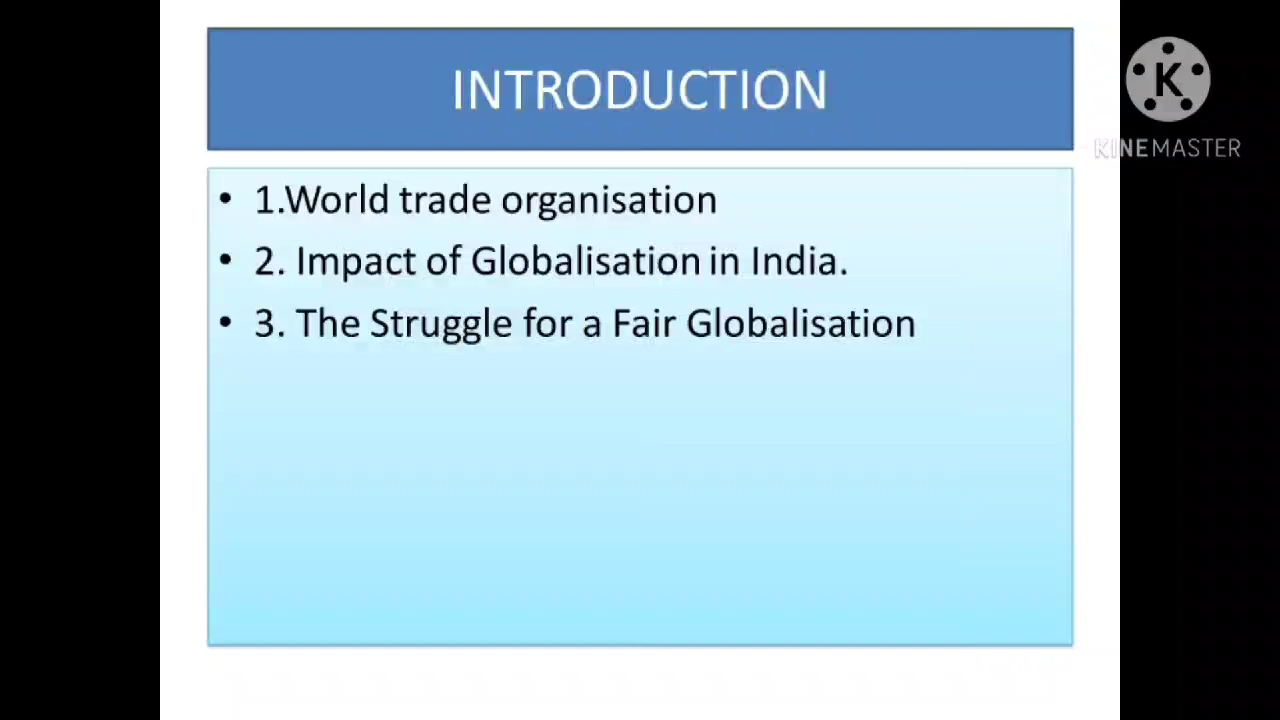 INTRODUCTION
K
KINEMASTER
• 1.World trade organisation
• 2. Impact of Globalisation in India.
• 3. The Struggle for a Fair Globalisation